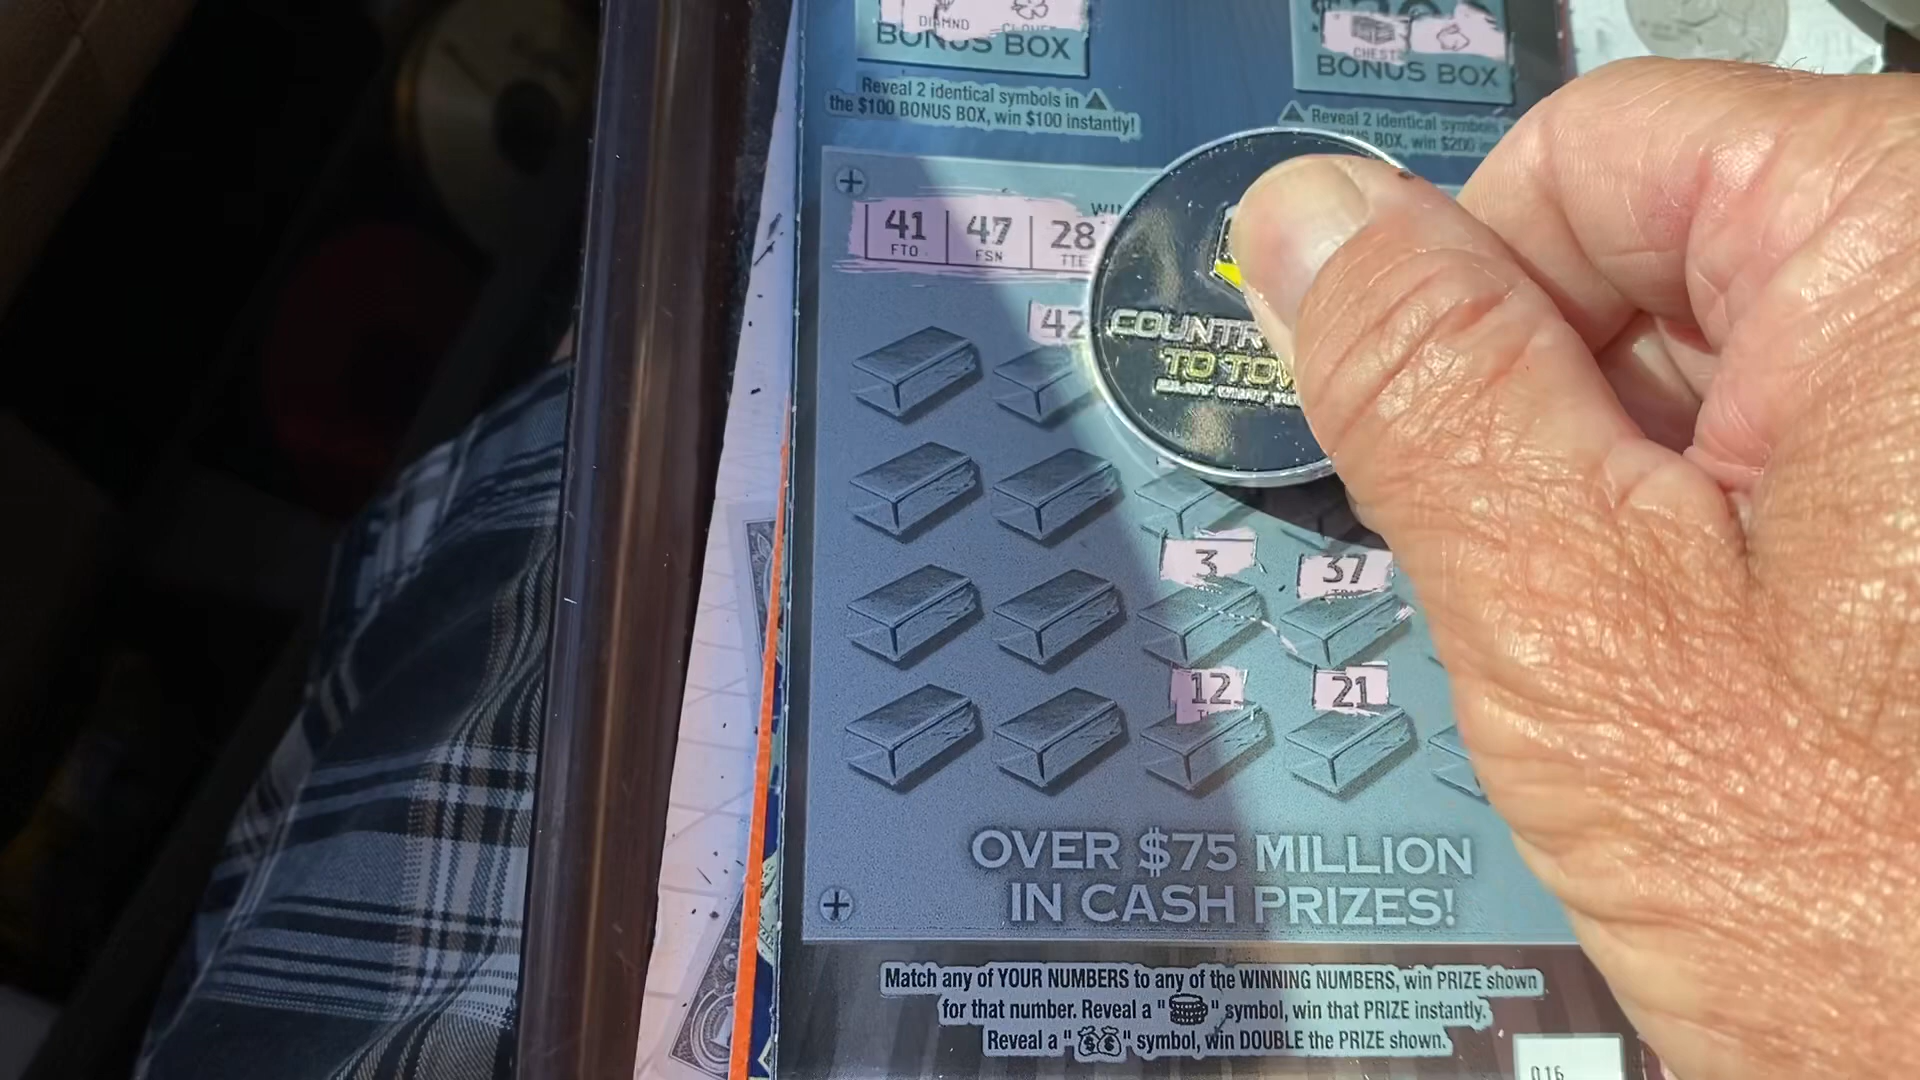 DIAMND CLOVER
BONUS BOX
Reveal 2 identical symbols in
the $100 BONUS BOX, win $100 instantly!
CHEST
BONUS BOX
Reveal 2 identical symbols
BOX, win $200
41 47 28
FTO FSN TTE
42
COUNTR
TO TOW
3 37
12 21
OVER $75 MILLION
IN CASH PRIZES!
Match any of YOUR NUMBERS to any of the WINNING NUMBERS, win PRIZE shown
for that number. Reveal a " " symbol, win that PRIZE instantly.
Reveal a " " symbol, win DOUBLE the PRIZE shown.
016